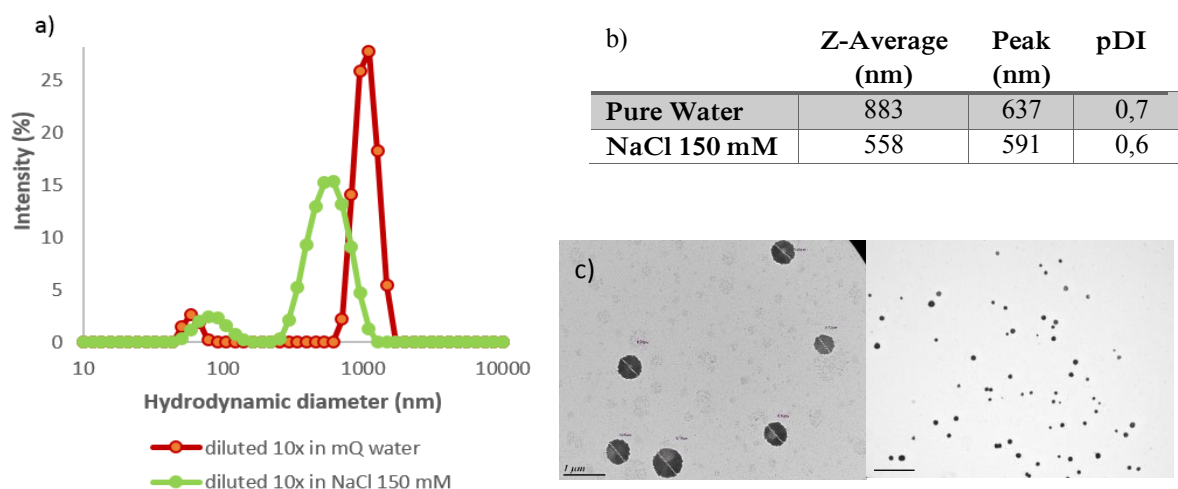 a)
Intensity (%)
25
20
15
10
5
0
10
100
1000
10000
Hydrodynamic diameter (nm)
diluted 10x in mQ water
diluted 10x in NaCl 150 mM
b)
Z-Average Peak pDI
(nm) (nm)
Pure Water 883 637 0,7
NaCl 150 mM 558 591 0,6
c)
1 µm